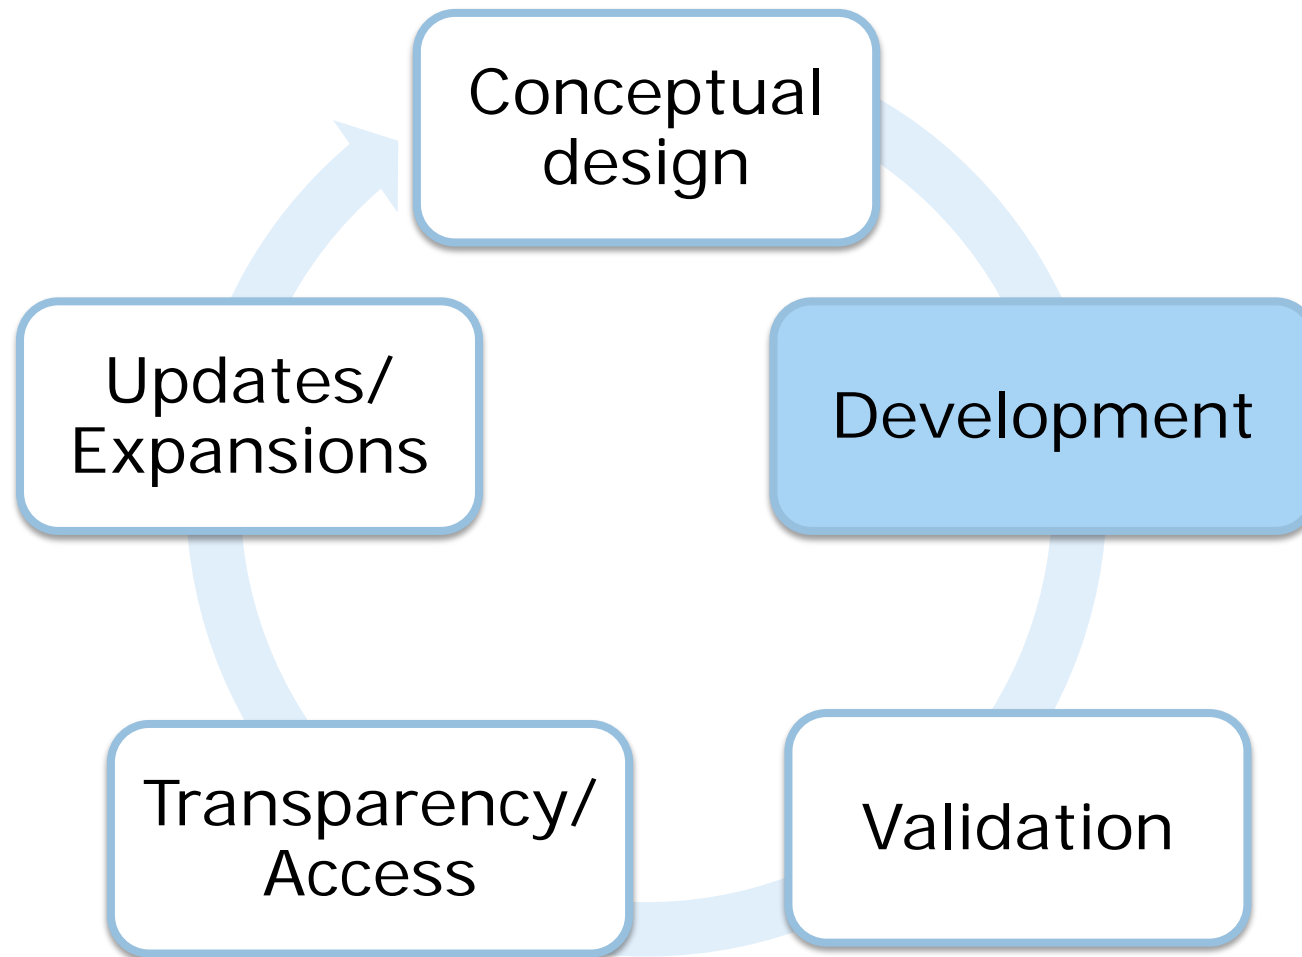 Conceptual
design
Development
Validation
Transparency/
Access
Updates/
Expansions